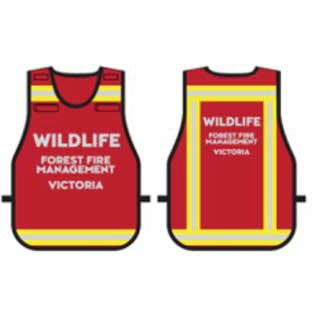 WILDLIFE
FOREST FIRE
MANAGEMENT
VICTORIA
WILDLIFE
FOREST FIRE
MANAGEMENT
VICTORIA